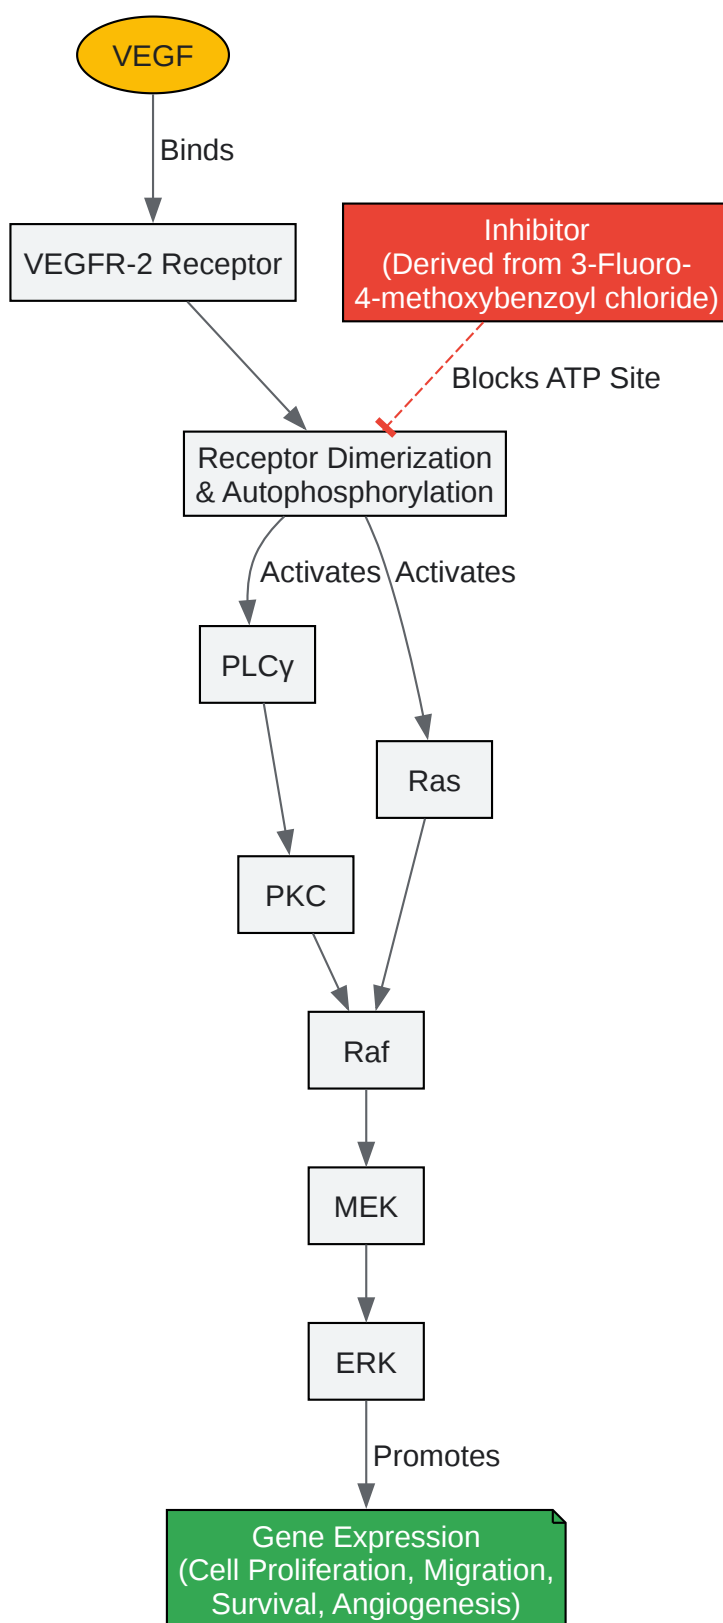 VEGF
Binds
VEGFR-2 Receptor
Inhibitor
(Derived from 3-Fluoro-
4-methoxybenzoyl chloride)
Blocks ATP Site
Receptor Dimerization
& Autophosphorylation
Activates
Activates
PLCγ
Ras
PKC
Raf
MEK
ERK
Promotes
Gene Expression
(Cell Proliferation, Migration,
Survival, Angiogenesis)